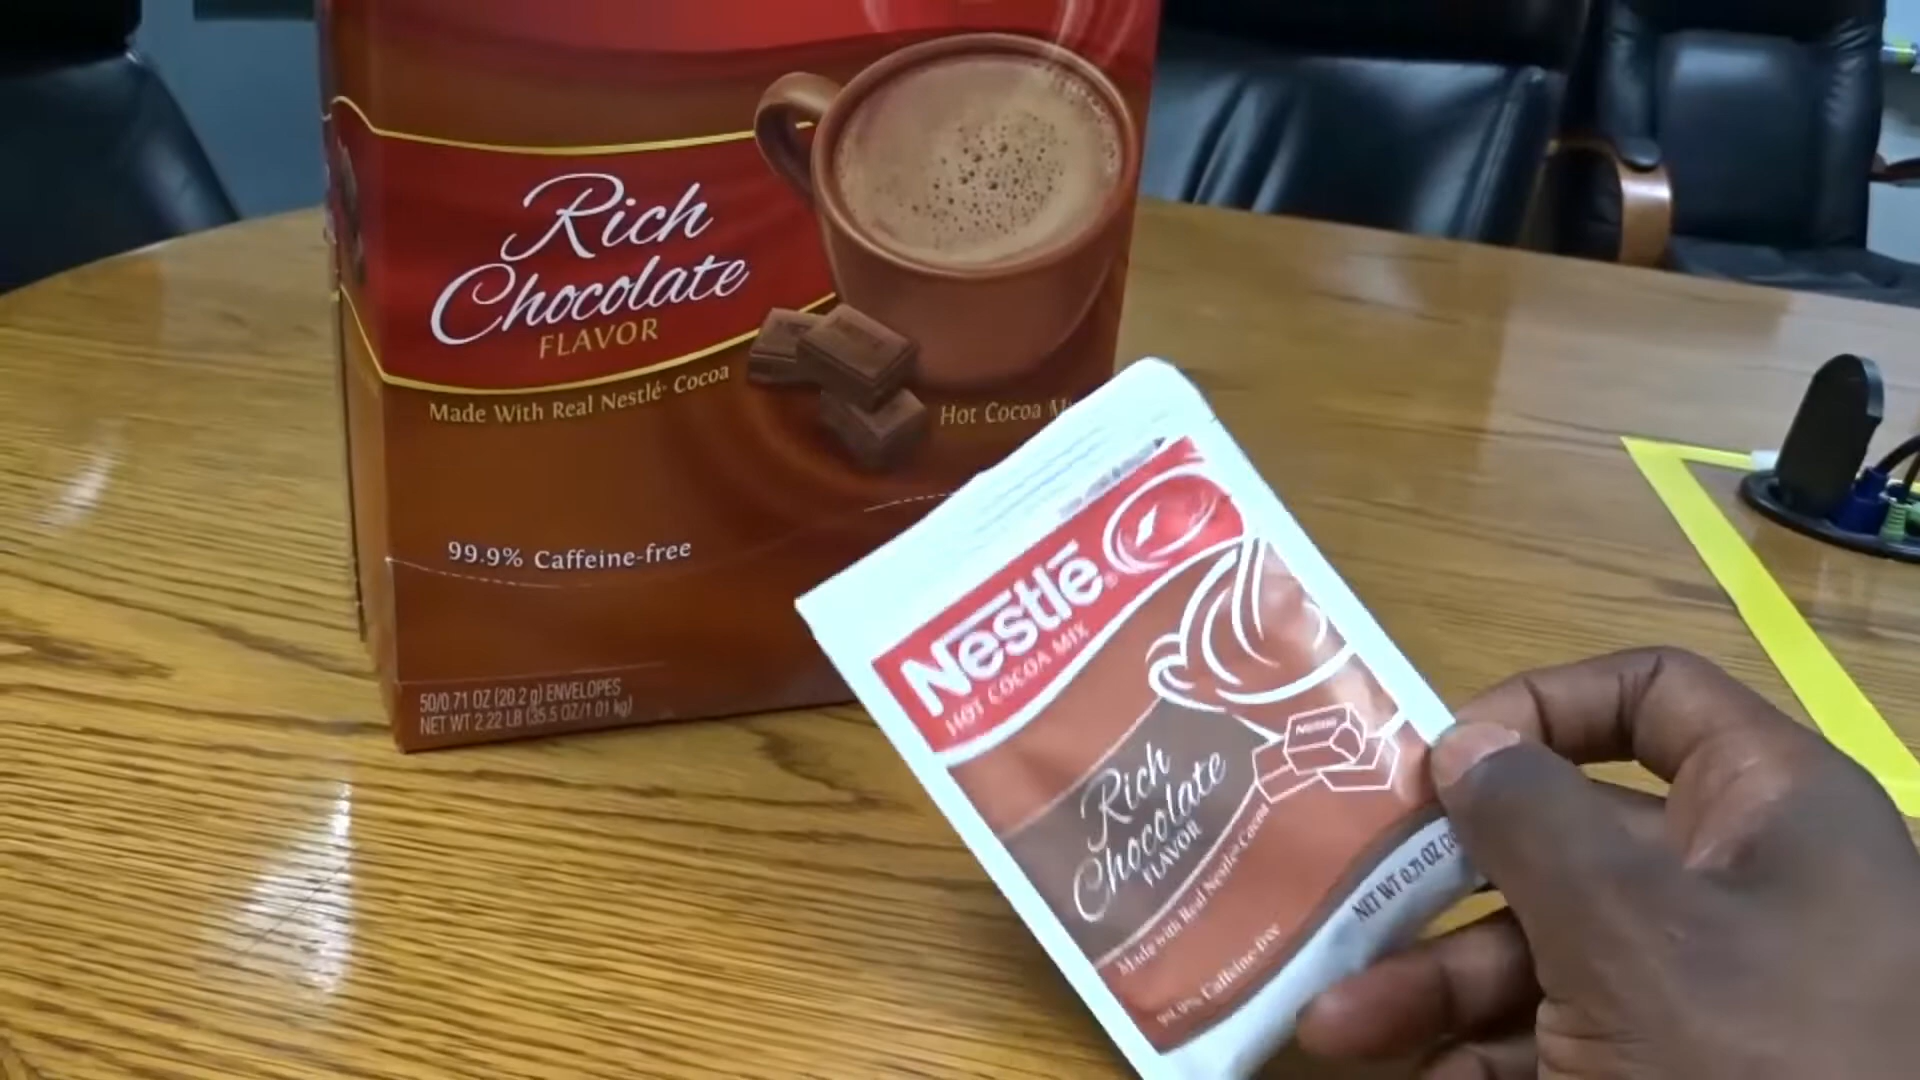 Rich
Chocolate
FLAVOR
Made With Real Nestlé Cocoa
Hot Cocoa
99.9% Caffeine-free
50/0.71 OZ (20.2 g) ENVELOPES
NET WT 2.22 LB (35.5 OZ/1.01 kg)
Nestlé
HOT COCOA MIX
Nestlé
Rich
Chocolate
FLAVOR
Made with Real Nestlé Cocoa
99.9% Caffeine-free
NET WT 0.71 OZ